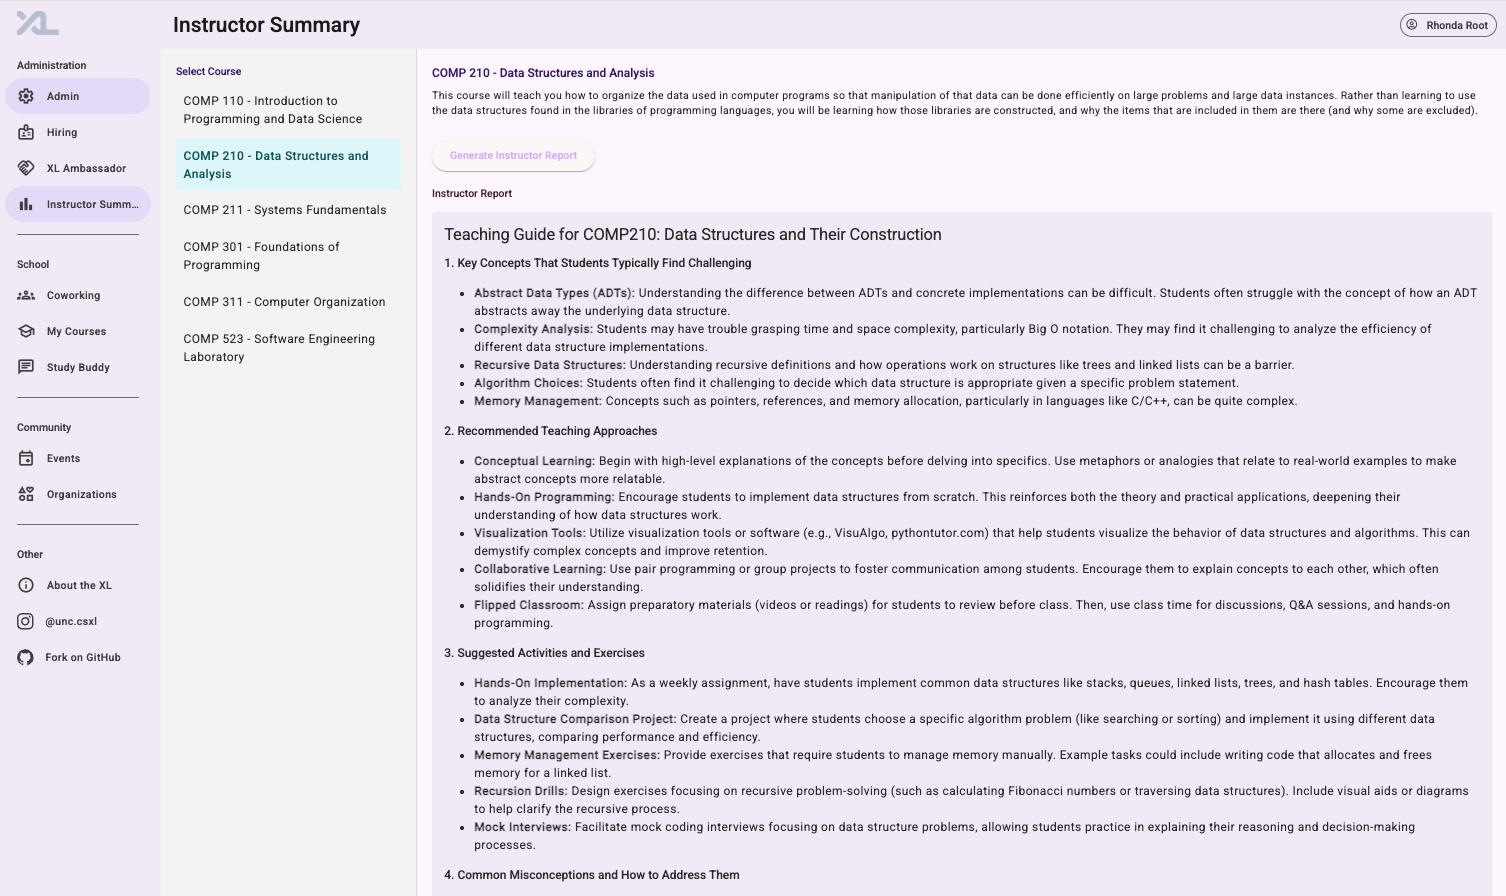 XL
Instructor Summary
Rhonda Root
Administration
Admin
Hiring
XL Ambassador
Instructor Summ...
School
Coworking
My Courses
Study Buddy
Community
Events
Organizations
Other
About the XL
@unc.csxl
Fork on GitHub
Select Course
COMP 110 - Introduction to
Programming and Data Science
COMP 210 - Data Structures and
Analysis
COMP 211 - Systems Fundamentals
COMP 301 - Foundations of
Programming
COMP 311 - Computer Organization
COMP 523 - Software Engineering
Laboratory
COMP 210 - Data Structures and Analysis
This course will teach you how to organize the data used in computer programs so that manipulation of that data can be done efficiently on large problems and large data instances. Rather than learning to use
the data structures found in the libraries of programming languages, you will be learning how those libraries are constructed, and why the items that are included in them are there (and why some are excluded).
Generate Instructor Report
Instructor Report
Teaching Guide for COMP210: Data Structures and Their Construction
1. Key Concepts That Students Typically Find Challenging
• Abstract Data Types (ADTs): Understanding the difference between ADTs and concrete implementations can be difficult. Students often struggle with the concept of how an ADT
abstracts away the underlying data structure.
• Complexity Analysis: Students may have trouble grasping time and space complexity, particularly Big O notation. They may find it challenging to analyze the efficiency of
different data structure implementations.
• Recursive Data Structures: Understanding recursive definitions and how operations work on structures like trees and linked lists can be a barrier.
• Algorithm Choices: Students often find it challenging to decide which data structure is appropriate given a specific problem statement.
• Memory Management: Concepts such as pointers, references, and memory allocation, particularly in languages like C/C++, can be quite complex.
2. Recommended Teaching Approaches
• Conceptual Learning: Begin with high-level explanations of the concepts before delving into specifics. Use metaphors or analogies that relate to real-world examples to make
abstract concepts more relatable.
• Hands-On Programming: Encourage students to implement data structures from scratch. This reinforces both the theory and practical applications, deepening their
understanding of how data structures work.
• Visualization Tools: Utilize visualization tools or software (e.g., VisuAlgo, pythontutor.com) that help students visualize the behavior of data structures and algorithms. This can
demystify complex concepts and improve retention.
• Collaborative Learning: Use pair programming or group projects to foster communication among students. Encourage them to explain concepts to each other, which often
solidifies their understanding.
• Flipped Classroom: Assign preparatory materials (videos or readings) for students to review before class. Then, use class time for discussions, Q&A sessions, and hands-on
programming.
3. Suggested Activities and Exercises
• Hands-On Implementation: As a weekly assignment, have students implement common data structures like stacks, queues, linked lists, trees, and hash tables. Encourage them
to analyze their complexity.
• Data Structure Comparison Project: Create a project where students choose a specific algorithm problem (like searching or sorting) and implement it using different data
structures, comparing performance and efficiency.
• Memory Management Exercises: Provide exercises that require students to manage memory manually. Example tasks could include writing code that allocates and frees
memory for a linked list.
• Recursion Drills: Design exercises focusing on recursive problem-solving (such as calculating Fibonacci numbers or traversing data structures). Include visual aids or diagrams
to help clarify the recursive process.
• Mock Interviews: Facilitate mock coding interviews focusing on data structure problems, allowing students practice in explaining their reasoning and decision-making
processes.
4. Common Misconceptions and How to Address Them